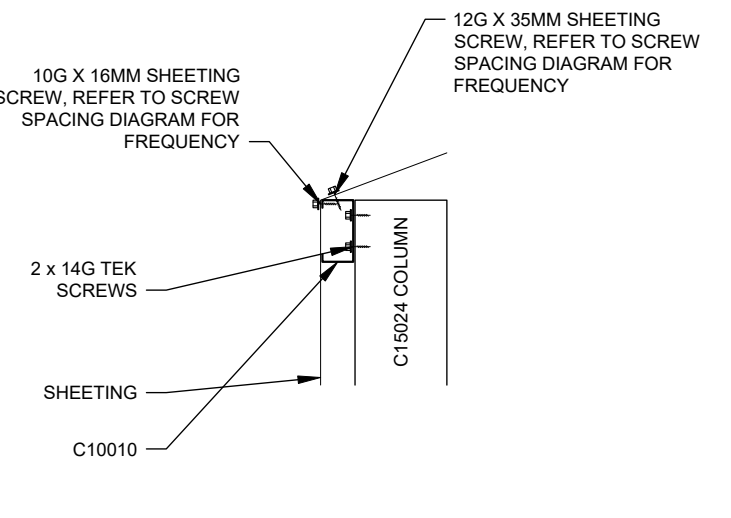 12G X 35MM SHEETING
SCREW, REFER TO SCREW
SPACING DIAGRAM FOR
FREQUENCY
10G X 16MM SHEETING
SCREW, REFER TO SCREW
SPACING DIAGRAM FOR
FREQUENCY
2 x 14G TEK
SCREWS
C15024 COLUMN
SHEETING
C10010